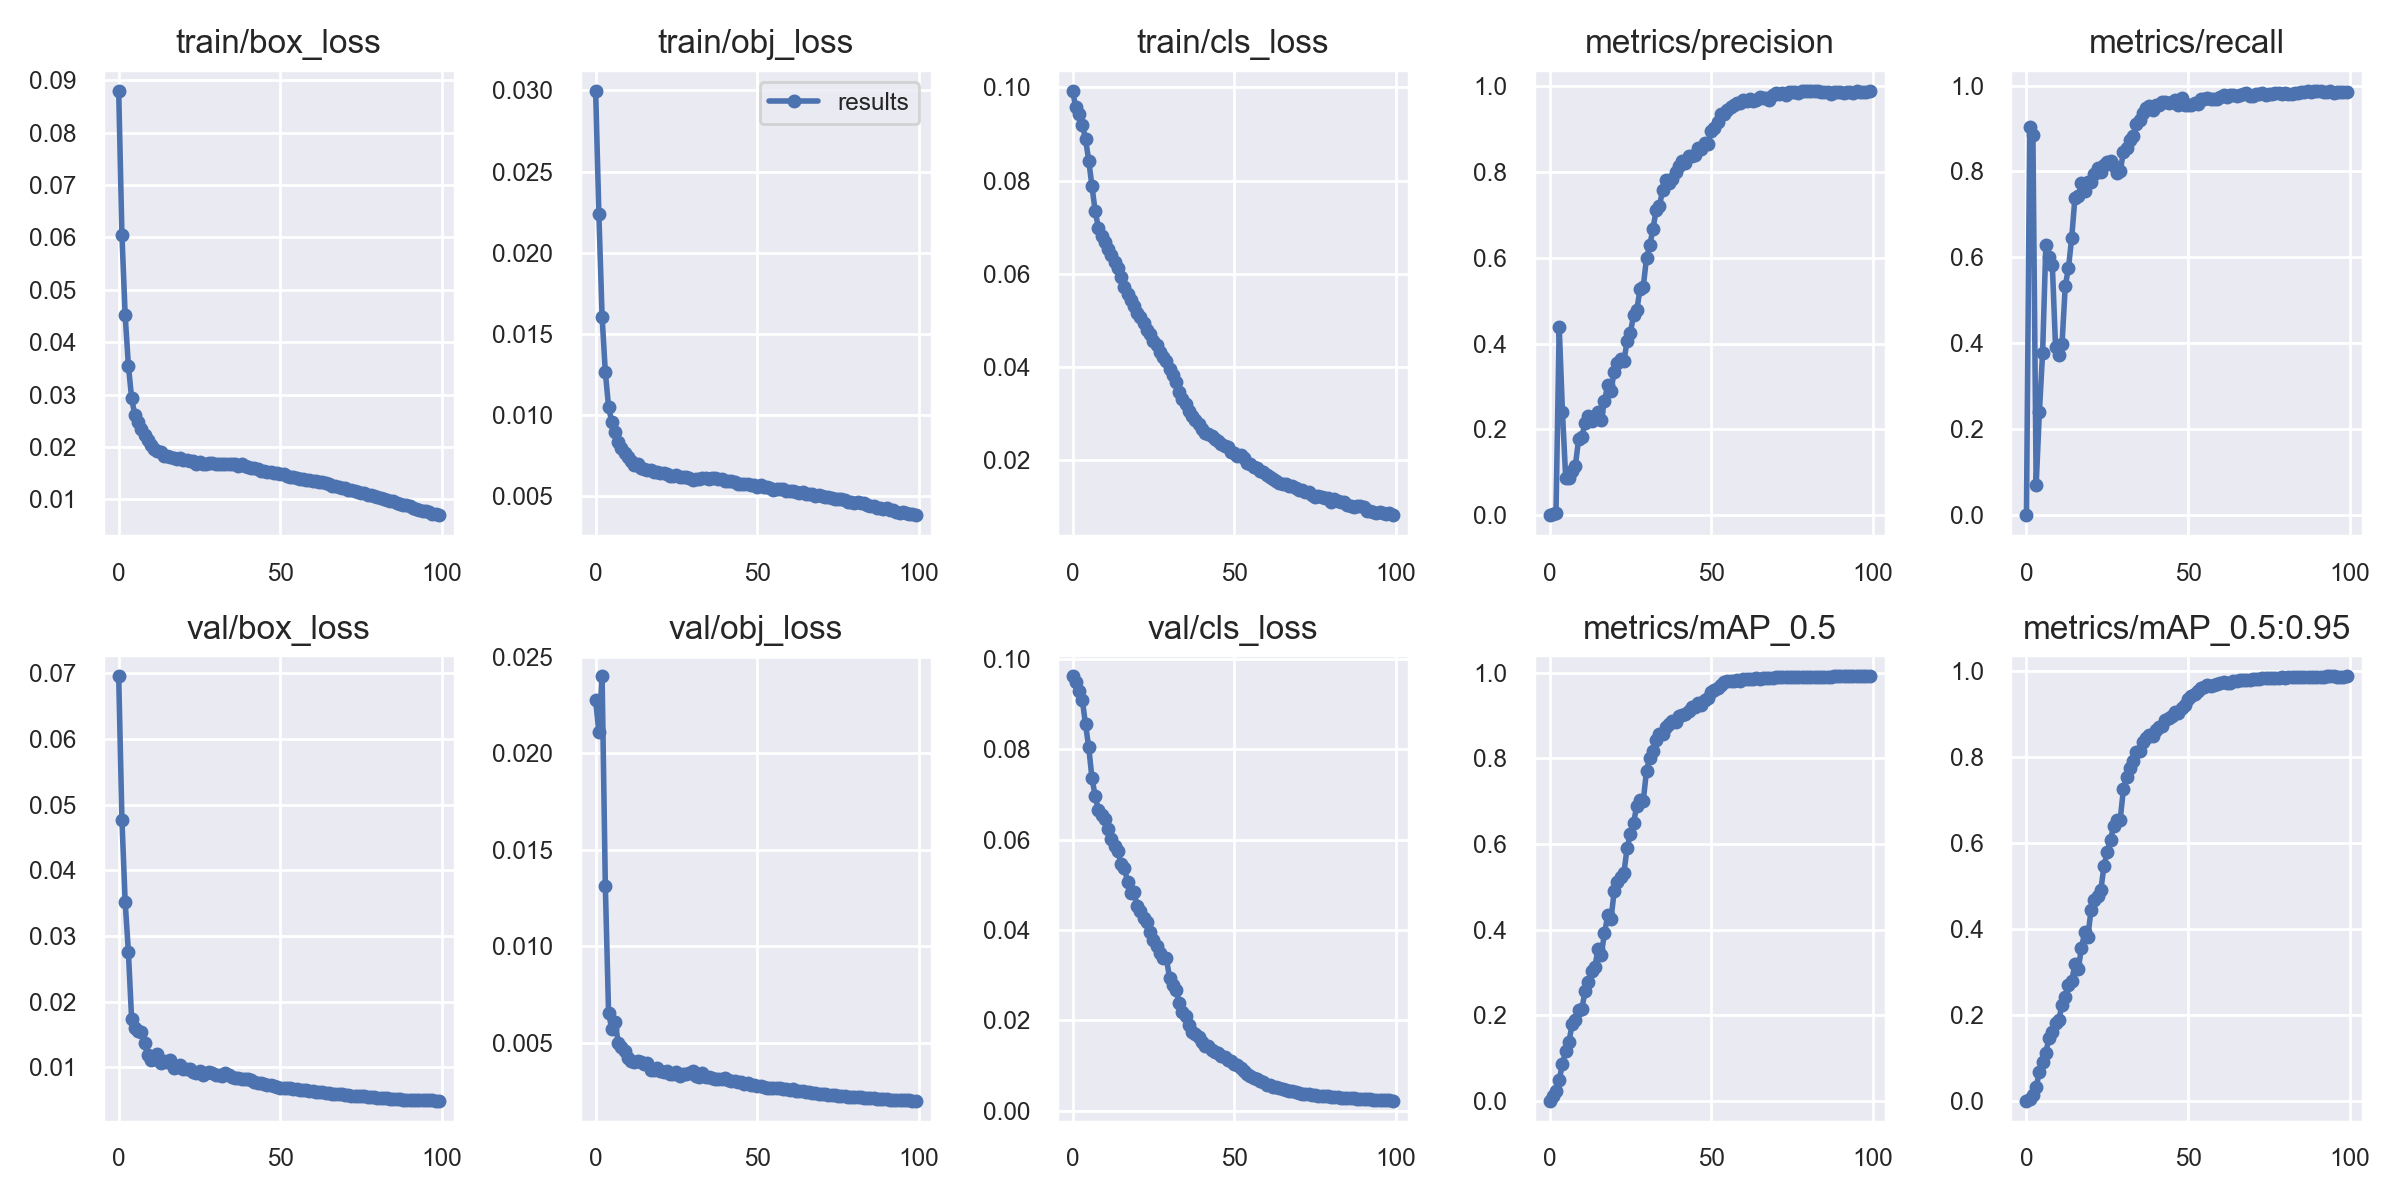 train/box_loss
0.09
0.08
0.07
0.06
0.05
0.04
0.03
0.02
0.01
0 50 100
train/obj_loss
results
0.030
0.025
0.020
0.015
0.010
0.005
0 50 100
train/cls_loss
0.10
0.08
0.06
0.04
0.02
0 50 100
metrics/precision
1.0
0.8
0.6
0.4
0.2
0.0
0 50 100
metrics/recall
1.0
0.8
0.6
0.4
0.2
0.0
0 50 100
val/box_loss
0.07
0.06
0.05
0.04
0.03
0.02
0.01
0 50 100
val/obj_loss
0.025
0.020
0.015
0.010
0.005
0 50 100
val/cls_loss
0.10
0.08
0.06
0.04
0.02
0.00
0 50 100
metrics/mAP_0.5
1.0
0.8
0.6
0.4
0.2
0.0
0 50 100
metrics/mAP_0.5:0.95
1.0
0.8
0.6
0.4
0.2
0.0
0 50 100